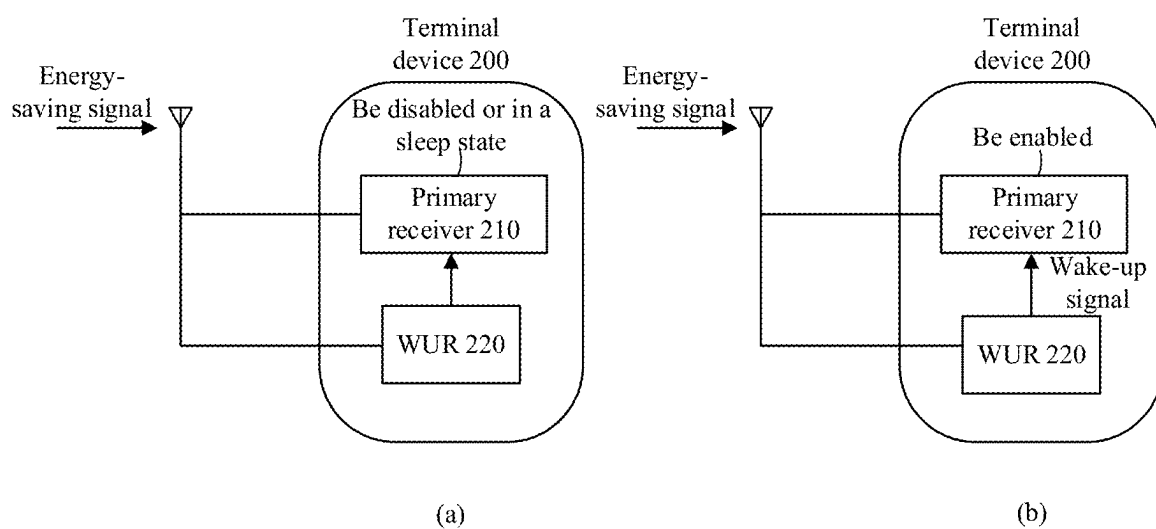 Terminal
device 200
Energy-
saving signal
Be disabled or in a
sleep state
Primary
receiver 210
WUR 220
(a)
Terminal
device 200
Energy-
saving signal
Be enabled
Primary
receiver 210
Wake-up
signal
WUR 220
(b)